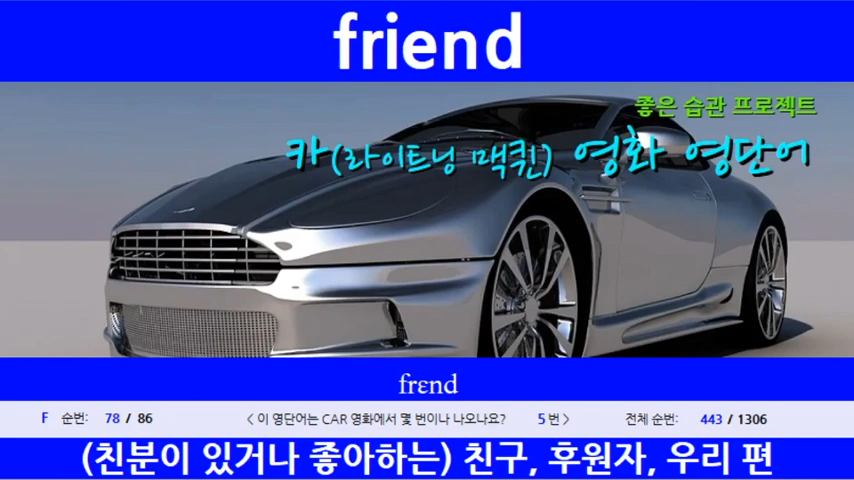 friend
좋은 습관 프로젝트
카(라이트닝 맥퀸) 영화 영단어
frɛnd
F 순번: 78 / 86 < 이 영단어는 CAR 영화에서 몇 번이나 나오나요? 5 번 > 전체 순번: 443 / 1306
(친분이 있거나 좋아하는) 친구, 후원자, 우리 편